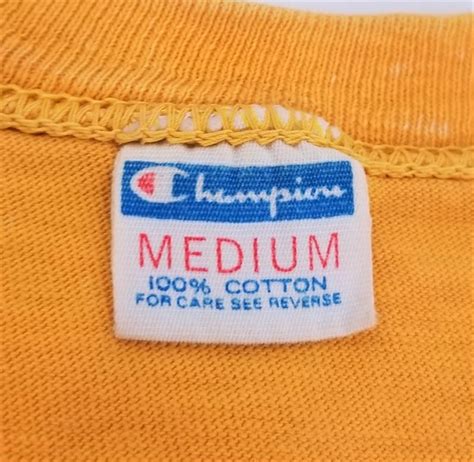 Champion
MEDIUM
100% COTTON
FOR CARE SEE REVERSE